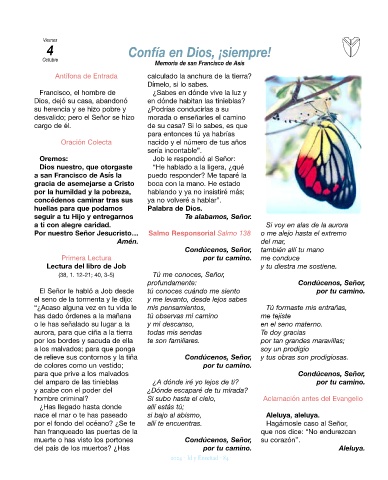 Viernes
4
Octubre
Confía en Dios, ¡siempre!
Memoria de san Francisco de Asís
Antífona de Entrada
Francisco, el hombre de
Dios, dejó su casa, abandonó
su herencia y se hizo pobre y
desvalido; pero el Señor se hizo
cargo de él.
Oración Colecta
Oremos:
Dios nuestro, que otorgaste
a san Francisco de Asís la
gracia de asemejarse a Cristo
por la humildad y la pobreza,
concédenos caminar tras sus
huellas para que podamos
seguir a tu Hijo y entregarnos
a ti con alegre caridad.
Por nuestro Señor Jesucristo…
Amén.
Primera Lectura
Lectura del libro de Job
(38, 1. 12-21; 40, 3-5)
El Señor le habló a Job desde
el seno de la tormenta y le dijo:
“¿Acaso alguna vez en tu vida le
has dado órdenes a la mañana
o le has señalado su lugar a la
aurora, para que ciña a la tierra
por los bordes y sacuda de ella
a los malvados; para que ponga
de relieve sus contornos y la tiña
de colores como un vestido;
para que prive a los malvados
del amparo de las tinieblas
y acabe con el poder del
hombre criminal?
¿Has llegado hasta donde
nace el mar o te has paseado
por el fondo del océano? ¿Se te
han franqueado las puertas de la
muerte o has visto los portones
del país de los muertos? ¿Has
calculado la anchura de la tierra?
Dímelo, si lo sabes.
¿Sabes en dónde vive la luz y
en dónde habitan las tinieblas?
¿Podrías conducirlas a su
morada o enseñarles el camino
de su casa? Si lo sabes, es que
para entonces tú ya habrías
nacido y el número de tus años
sería incontable”.
Job le respondió al Señor:
“He hablado a la ligera, ¿qué
puedo responder? Me taparé la
boca con la mano. He estado
hablando y ya no insistiré más;
ya no volveré a hablar”.
Palabra de Dios.
Te alabamos, Señor.
Salmo Responsorial Salmo 138
Condúcenos, Señor,
por tu camino.
Tú me conoces, Señor,
profundamente:
tú conoces cuándo me siento
y me levanto, desde lejos sabes
mis pensamientos,
tú observas mi camino
y mi descanso,
todas mis sendas
te son familiares.
Condúcenos, Señor,
por tu camino.
¿A dónde iré yo lejos de ti?
¿Dónde escaparé de tu mirada?
Si subo hasta el cielo,
allí estás tú;
si bajo al abismo,
allí te encuentras.
Condúcenos, Señor,
por tu camino.
Si voy en alas de la aurora
o me alejo hasta el extremo
del mar,
también allí tu mano
me conduce
y tu diestra me sostiene.
Condúcenos, Señor,
por tu camino.
Tú formaste mis entrañas,
me tejiste
en el seno materno.
Te doy gracias
por tan grandes maravillas;
soy un prodigio
y tus obras son prodigiosas.
Condúcenos, Señor,
por tu camino.
Aclamación antes del Evangelio
Aleluya, aleluya.
Hagámosle caso al Señor,
que nos dice: “No endurezcan
su corazón”.
Aleluya.